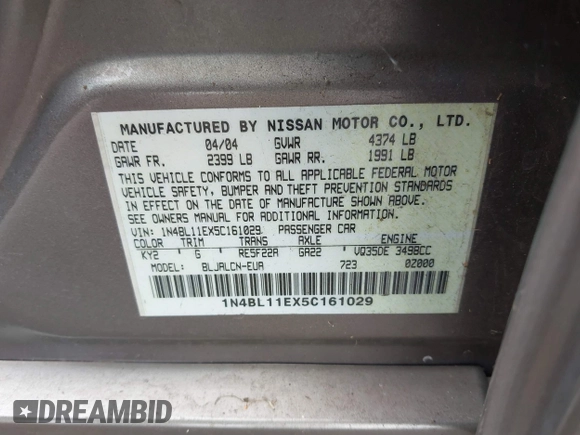 MANUFACTURED BY NISSAN MOTOR CO., LTD.
DATE 04/04 GVWR 4374 LB
GAWR FR. 2399 LB GAWR RR. 1991 LB
THIS VEHICLE CONFORMS TO ALL APPLICABLE FEDERAL MOTOR
VEHICLE SAFETY, BUMPER AND THEFT PREVENTION STANDARDS
IN EFFECT ON THE DATE OF MANUFACTURE SHOWN ABOVE.
SEE OWNERS MANUAL FOR ADDITIONAL INFORMATION.
VIN: 1N4BL11EX5C161029 PASSENGER CAR
COLOR TRIM TRANS AXLE ENGINE
KY2 G RE5F22A GA22 VQ35DE 3498CC
MODEL: BLJALCN-EUA 723 0Z000
1N4BL11EX5C161029
DREAMBID